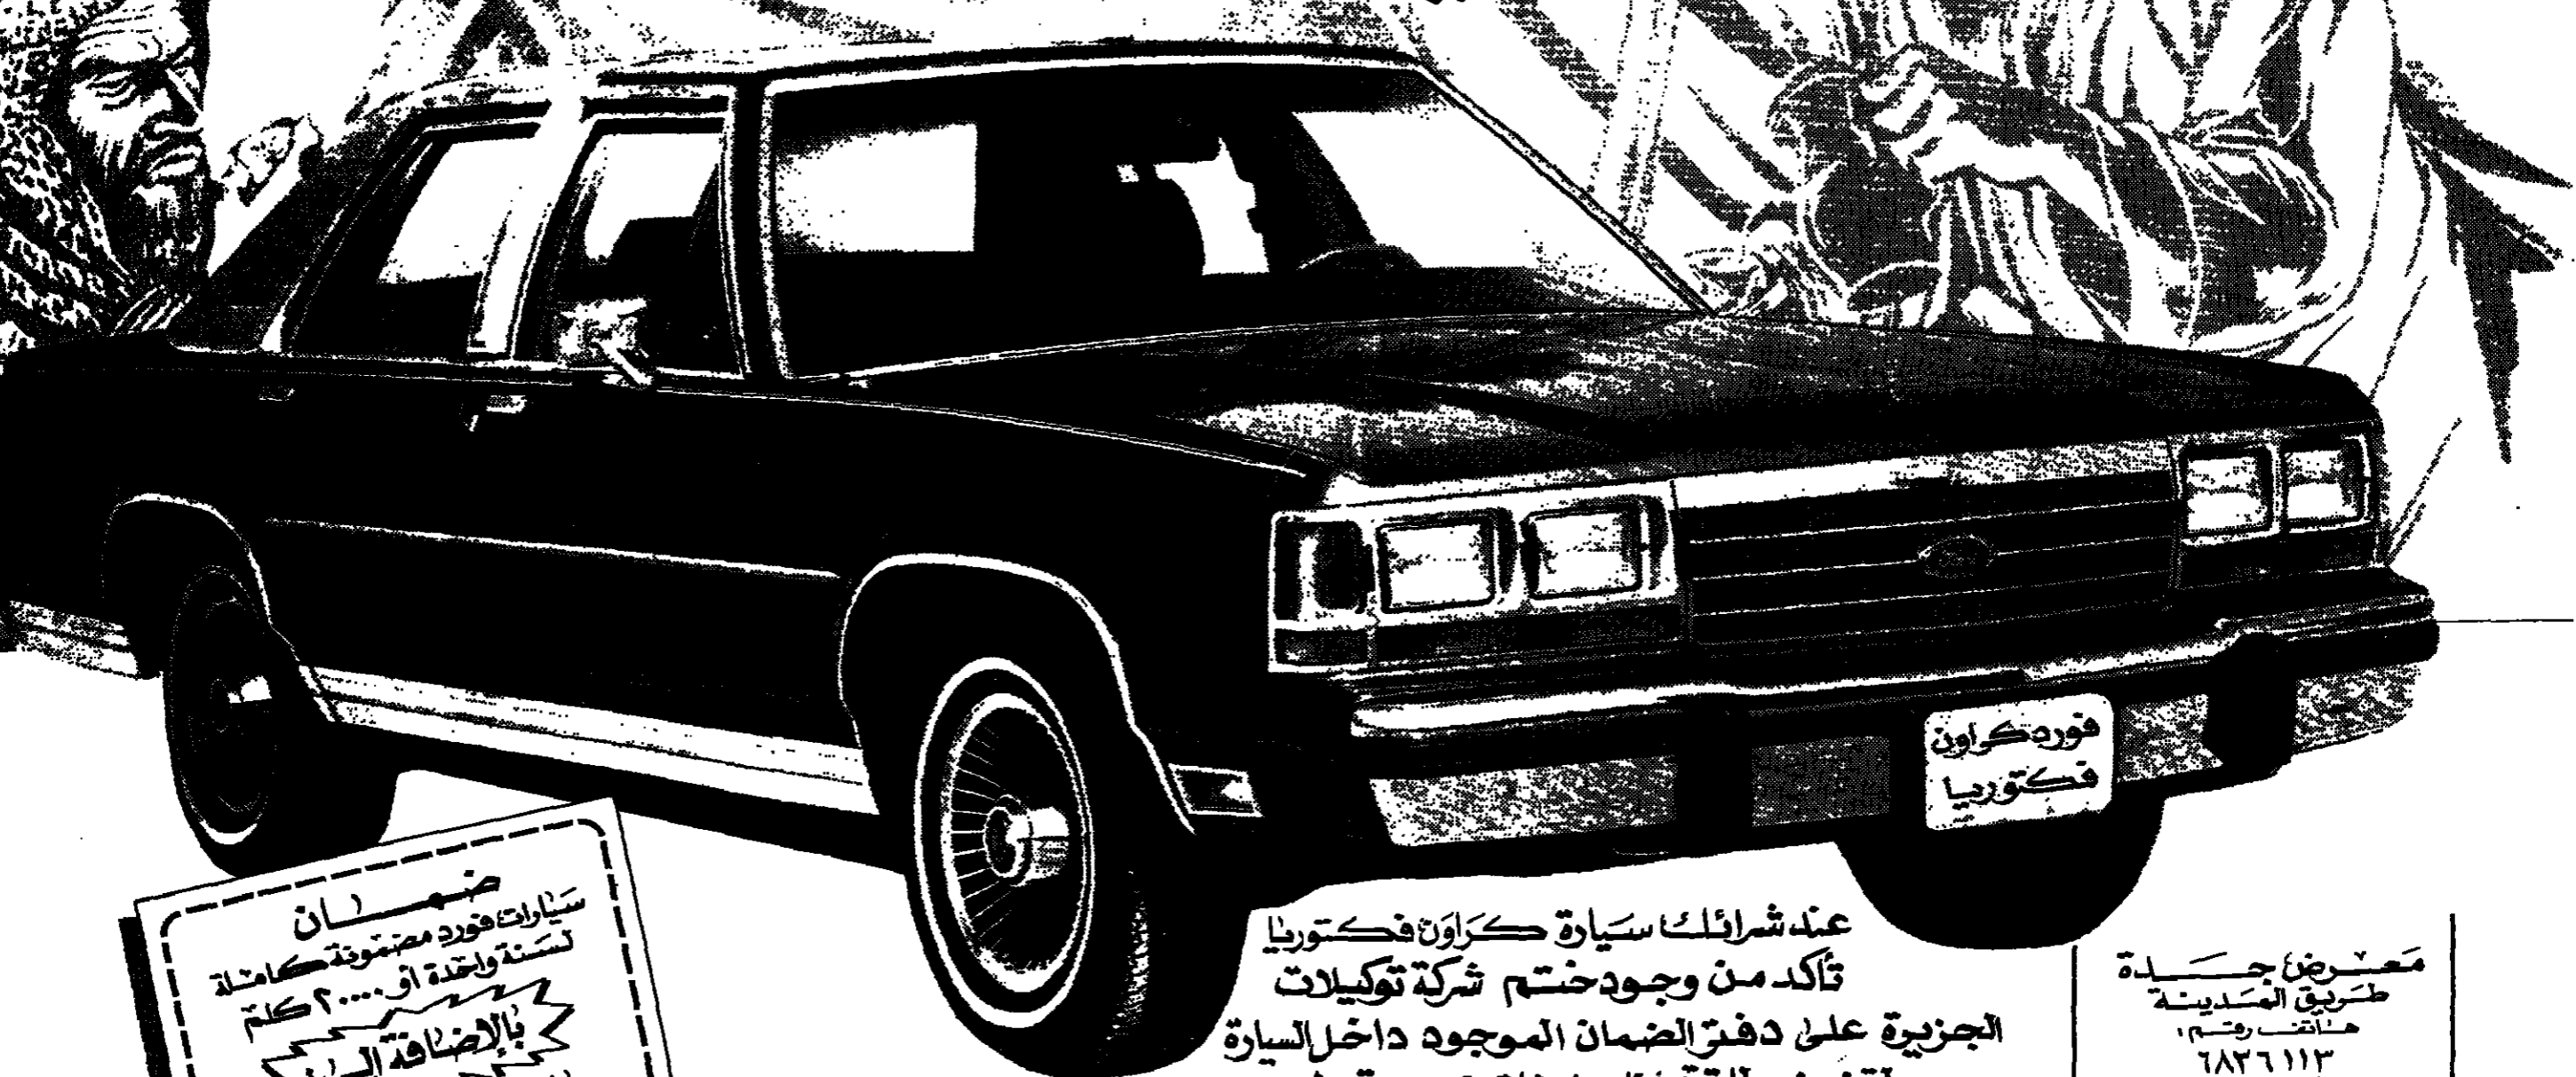 فورد كراون
فكتوريا
عند شرائك سيارة كراون فكتوريا
تأكد من وجود ختم شركة توكيلات
الجزيرة على دفتر الضمان الموجود داخل السيارة
معرض جدة
طريق المدينة
هاتف رقم:
٦٨٣٦١١٣
ضمان
سيارات فورد مضمونة كاملة
لسنة واحدة أو ٢٠٠٠٠ كلم
بالاضافة الى